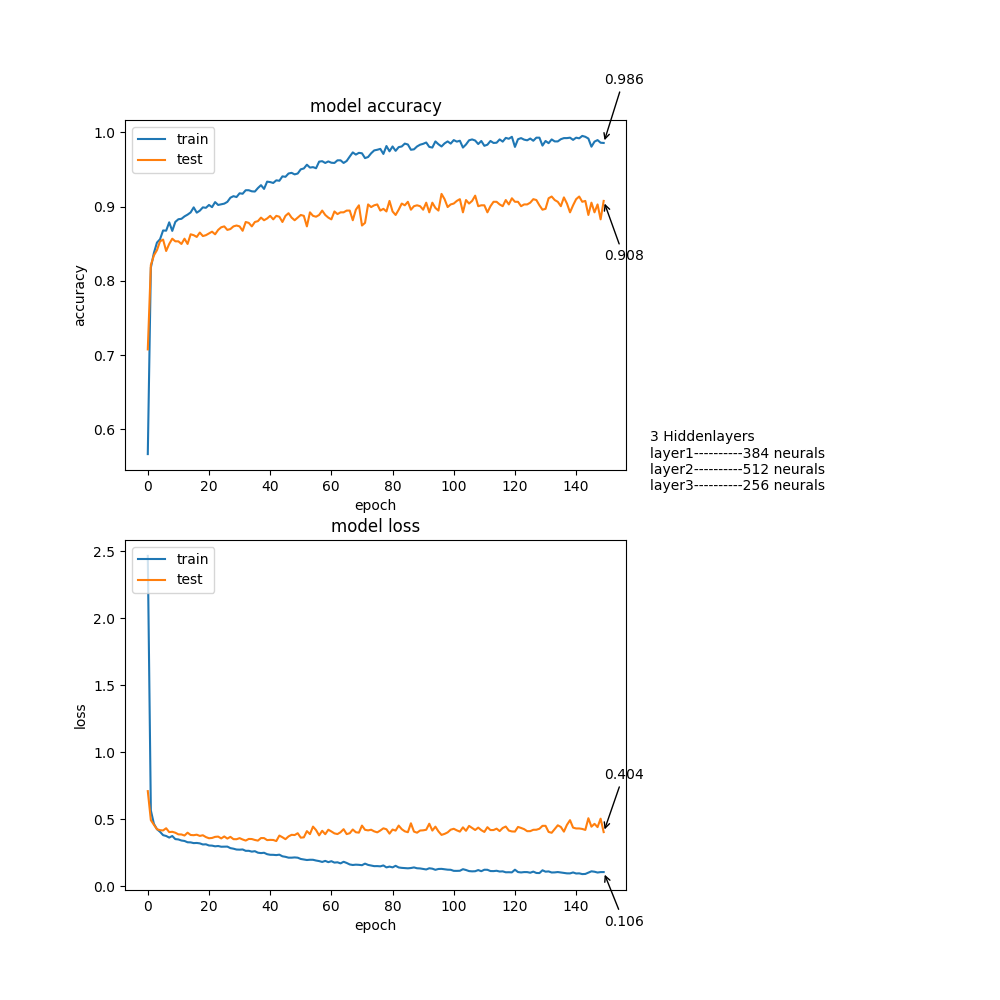 0.986
model accuracy
1.0
train
test
0.9
0.908
0.8
accuracy
0.7
0.6
0 20 40 60 80 100 120 140
epoch
3 Hiddenlayers
layer1----------384 neurals
layer2----------512 neurals
layer3----------256 neurals
model loss
2.5
train
test
2.0
1.5
loss
1.0
0.404
0.5
0.0
0 20 40 60 80 100 120 140
epoch
0.106